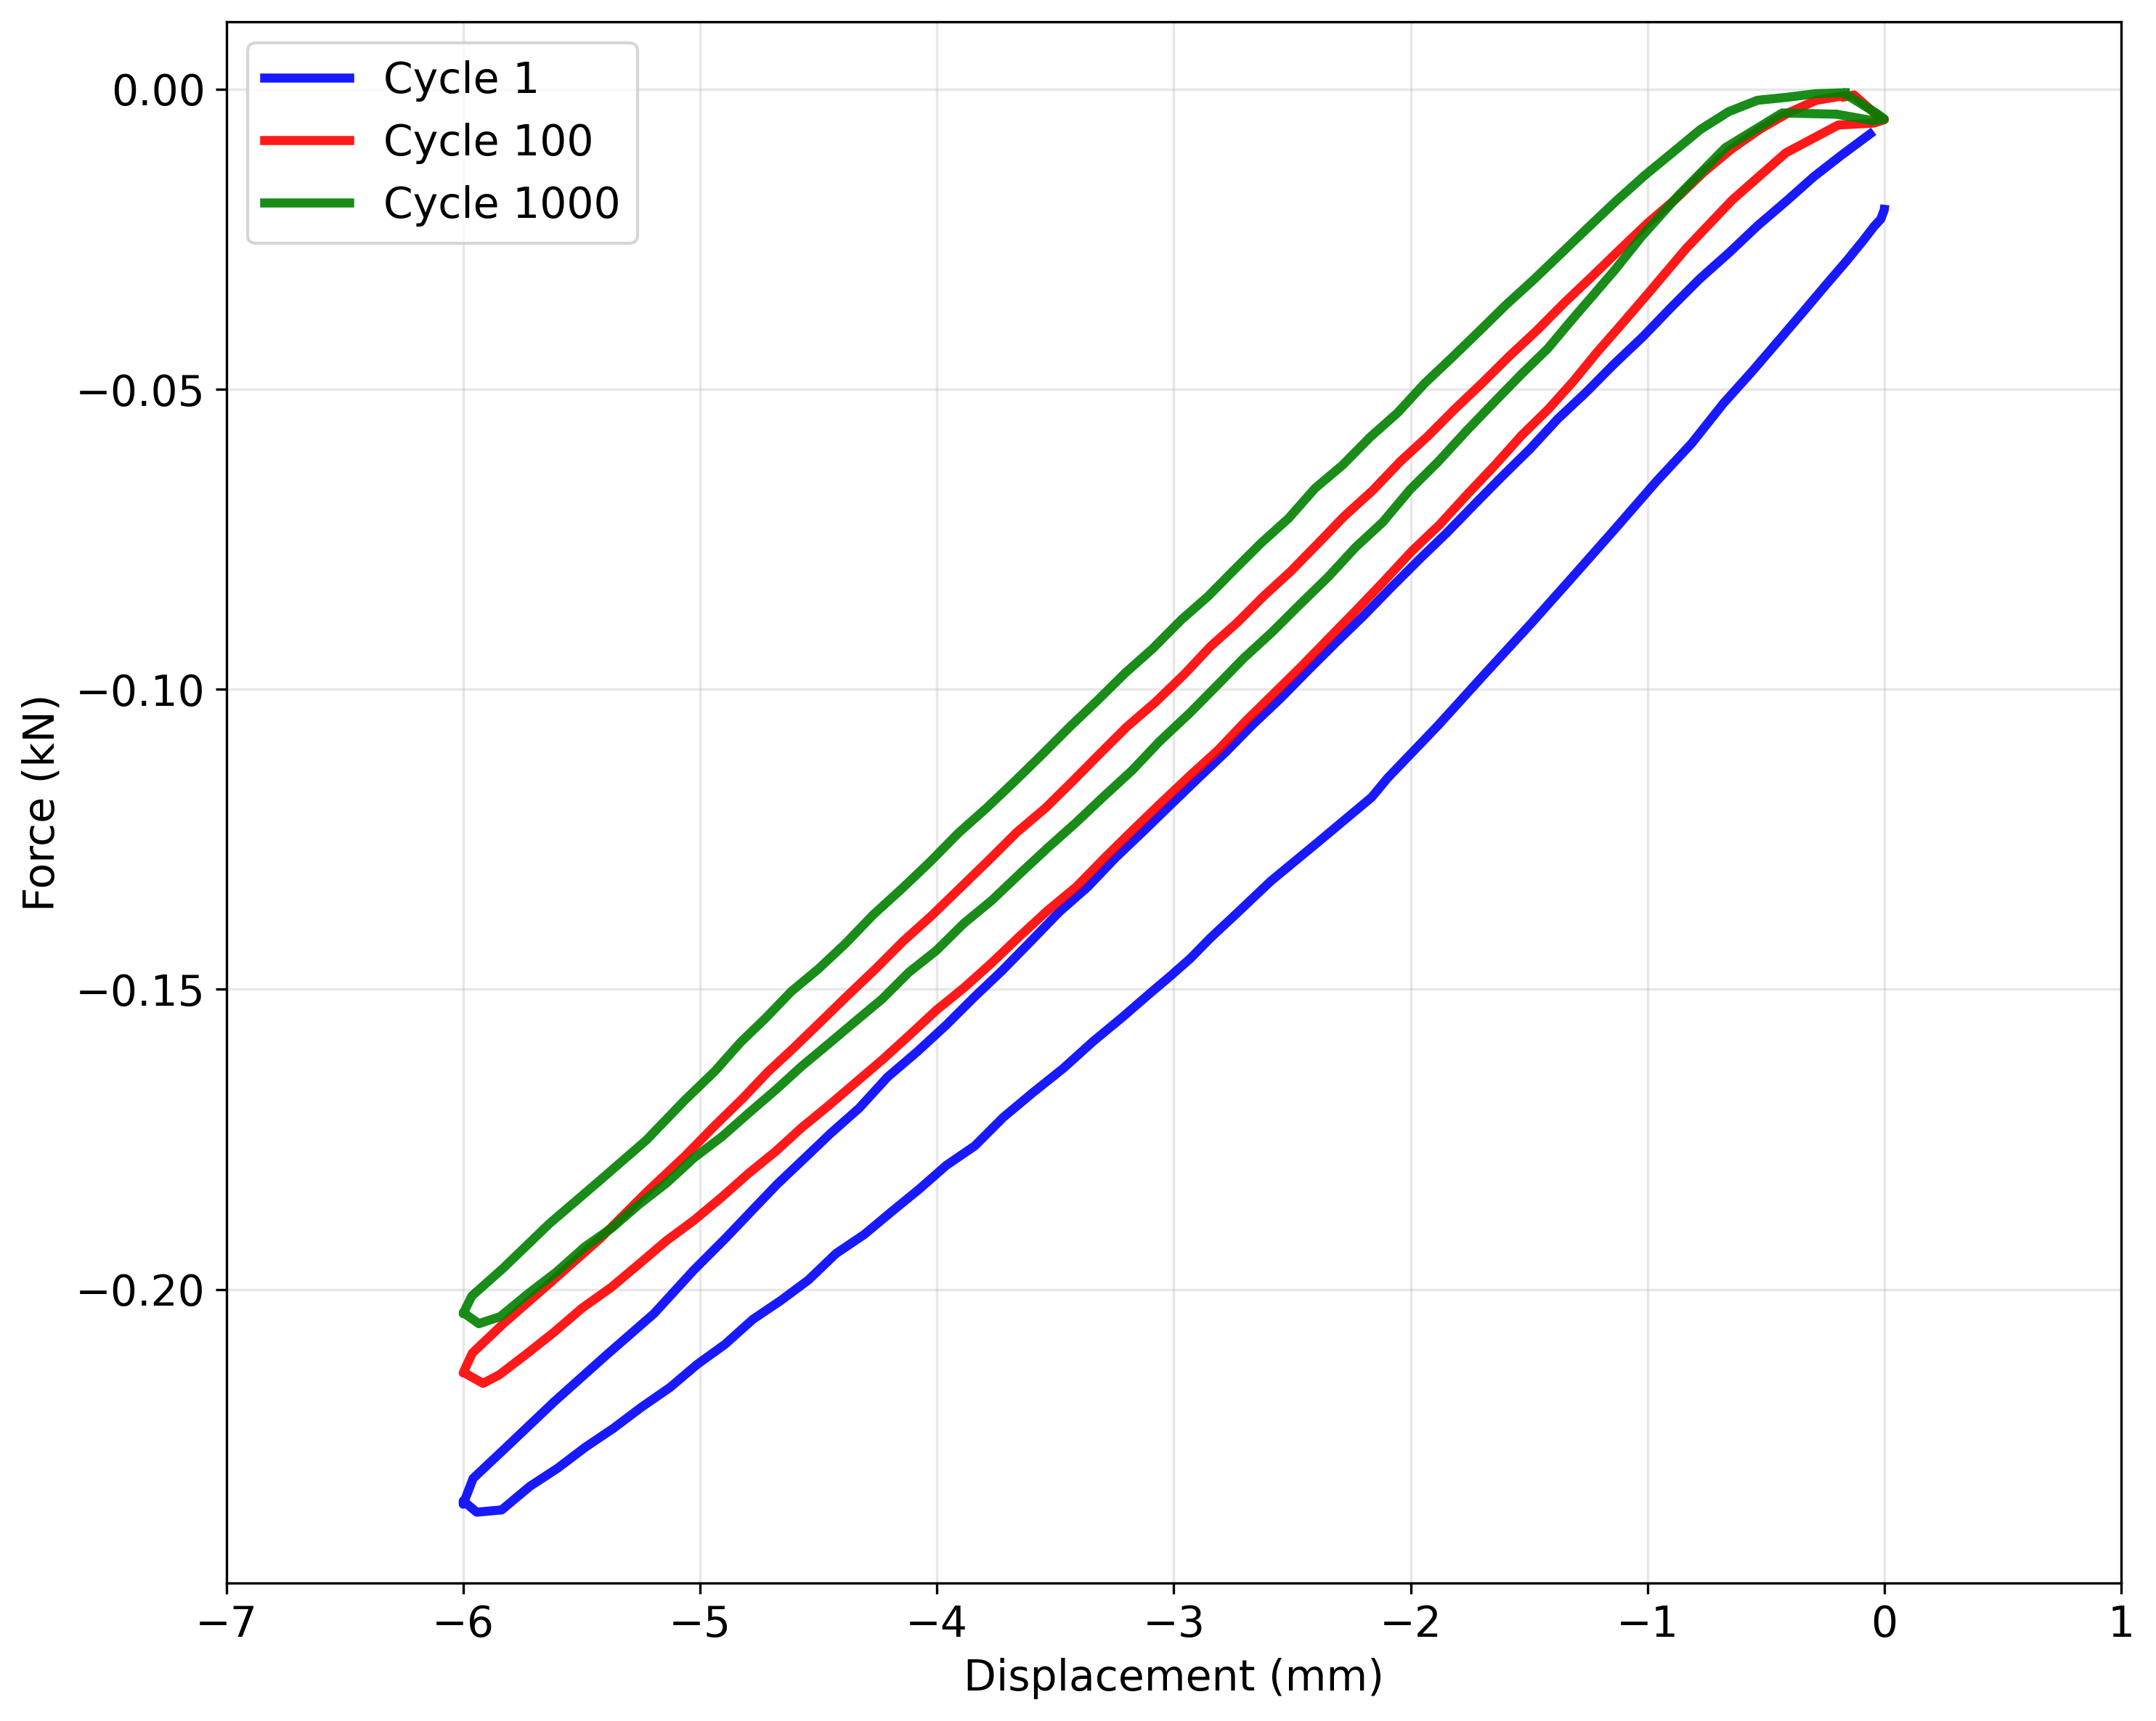 Cycle 1
Cycle 100
Cycle 1000
0.00
−0.05
−0.10
−0.15
−0.20
Force (kN)
−7 −6 −5 −4 −3 −2 −1 0 1
Displacement (mm)